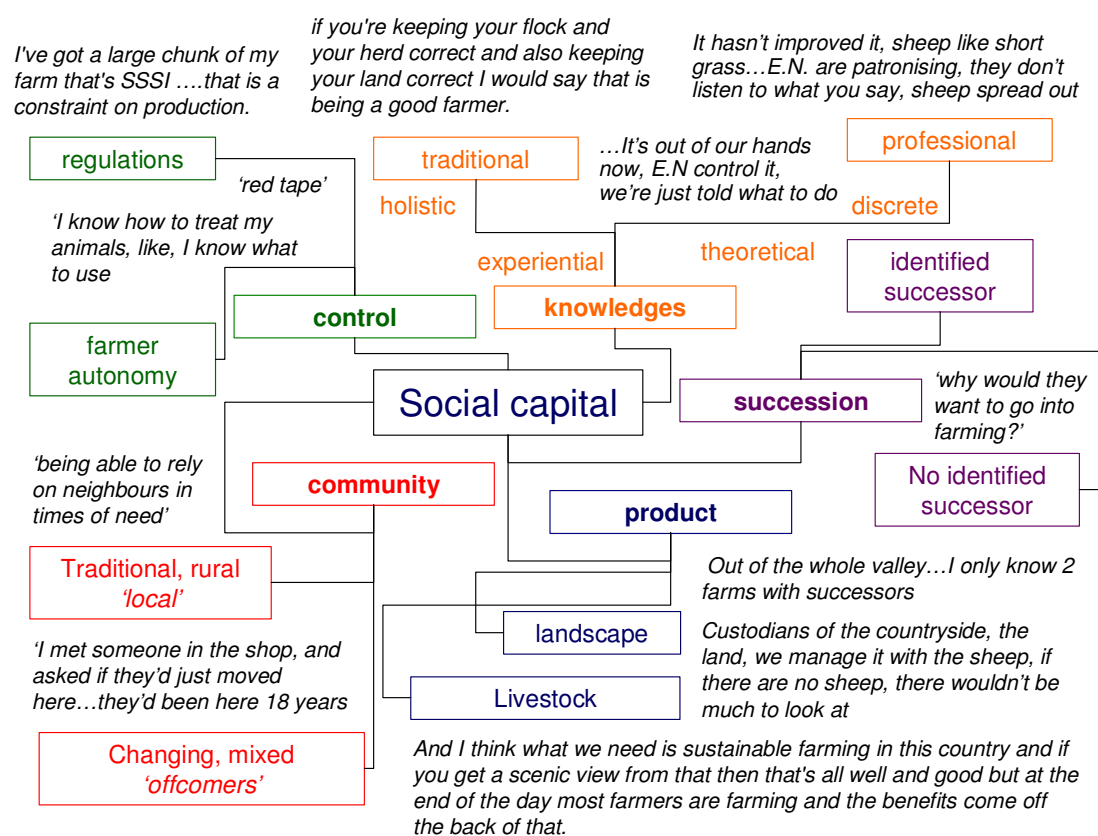 I've got a large chunk of my
farm that's SSSI ….that is a
constraint on production.
if you're keeping your flock and
your herd correct and also keeping
your land correct I would say that is
being a good farmer.
It hasn’t improved it, sheep like short
grass…E.N. are patronising, they don’t
listen to what you say, sheep spread out
regulations
traditional
professional
…It’s out of our hands
now, E.N control it,
we’re just told what to do
‘red tape’
holistic
discrete
‘I know how to treat my
animals, like, I know what
to use
experiential
theoretical
identified
successor
control
knowledges
farmer
autonomy
Social capital
succession
‘why would they
want to go into
farming?’
‘being able to rely
on neighbours in
times of need’
community
product
No identified
successor
Traditional, rural
‘local’
Out of the whole valley…I only know 2
farms with successors
landscape
‘I met someone in the shop, and
asked if they’d just moved
here…they’d been here 18 years
Custodians of the countryside, the
land, we manage it with the sheep, if
there are no sheep, there wouldn’t be
much to look at
Livestock
Changing, mixed
‘offcomers’
And I think what we need is sustainable farming in this country and if
you get a scenic view from that then that's all well and good but at the
end of the day most farmers are farming and the benefits come off
the back of that.